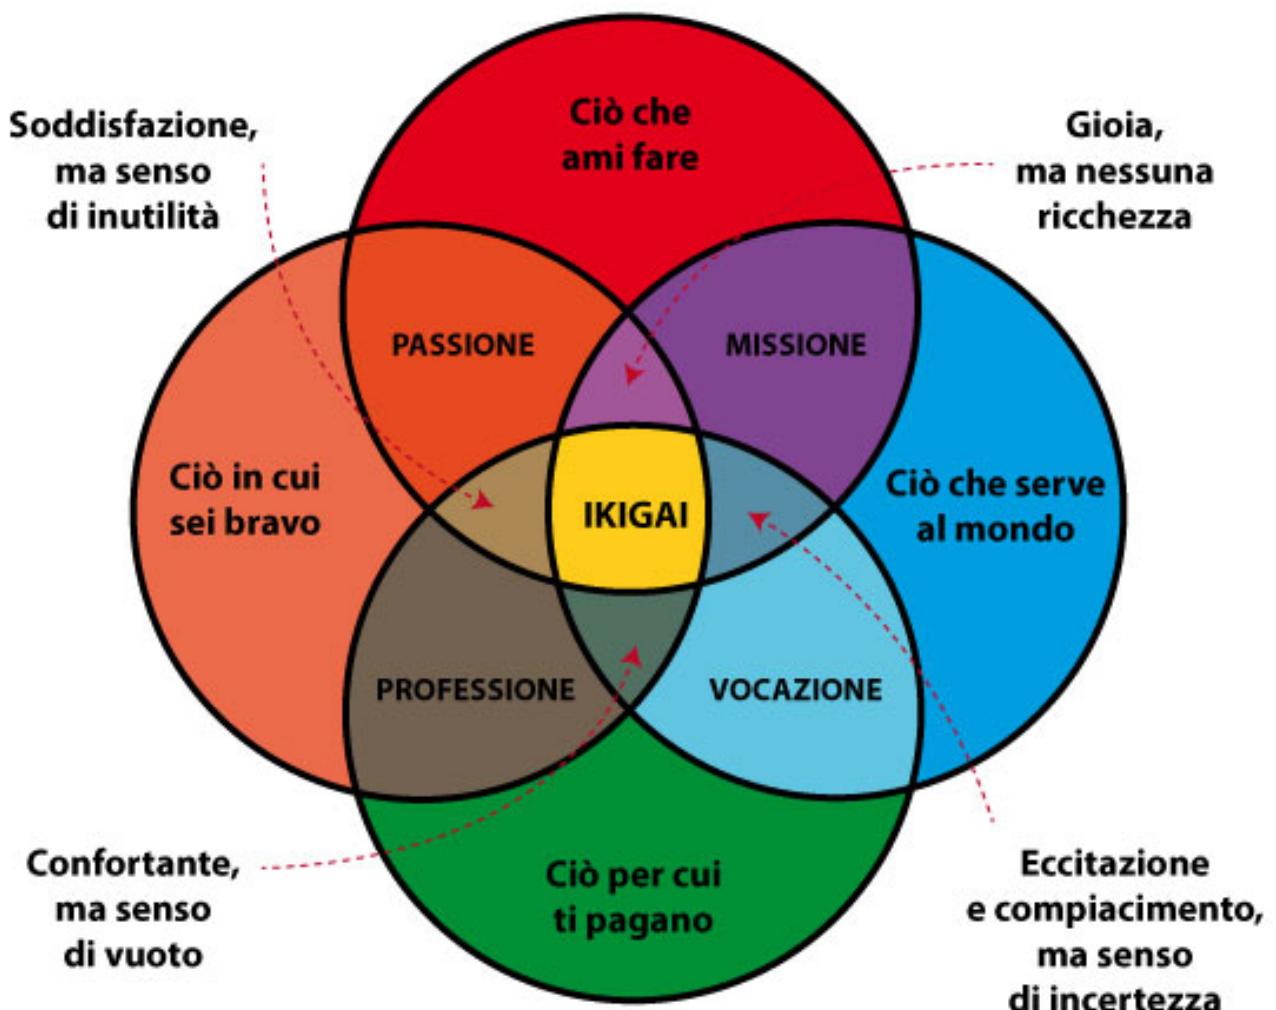 Ciò che
ami fare
Soddisfazione,
ma senso
di inutilità
Gioia,
ma nessuna
ricchezza
PASSIONE
MISSIONE
Ciò in cui
sei bravo
IKIGAI
Ciò che serve
al mondo
PROFESSIONE
VOCAZIONE
Confortante,
ma senso
di vuoto
Ciò per cui
ti pagano
Eccitazione
e compiacimento,
ma senso
di incertezza